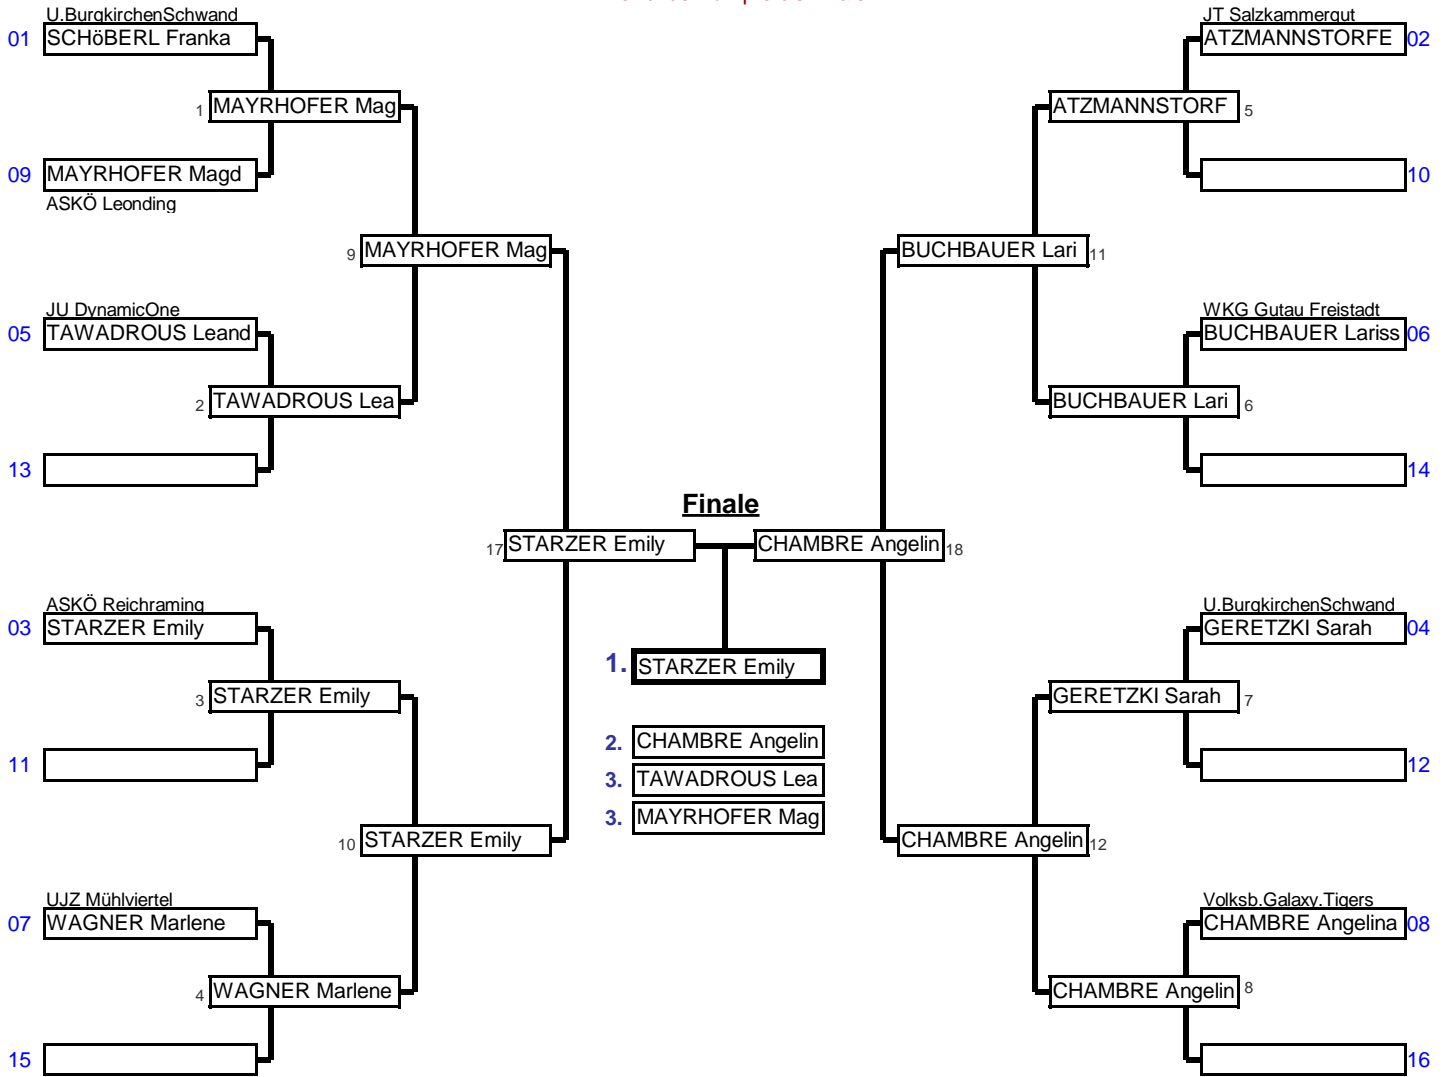 U.BurgkirchenSchwand
01 SCHöBERL Franka
1 MAYRHOFER Mag
09 MAYRHOFER Magd
ASKÖ Leonding
9 MAYRHOFER Mag
JU DynamicOne
05 TAWADROUS Leand
2 TAWADROUS Lea
13
17 STARZER Emily
ASKÖ Reichraming
03 STARZER Emily
3 STARZER Emily
11
10 STARZER Emily
UJZ Mühlviertel
07 WAGNER Marlene
4 WAGNER Marlene
15
Finale
1. STARZER Emily
2. CHAMBRE Angelin
3. TAWADROUS Lea
3. MAYRHOFER Mag
JT Salzkammergut
ATZMANNSTORFE 02
ATZMANNSTORF 5
10
BUCHBAUER Lari 11
WKG Gutau Freistadt
BUCHBAUER Lariss 06
BUCHBAUER Lari 6
14
CHAMBRE Angelin 18
U.BurgkirchenSchwand
GERETZKI Sarah 04
GERETZKI Sarah 7
12
CHAMBRE Angelin 12
Volksb.Galaxy.Tigers
CHAMBRE Angelina 08
CHAMBRE Angelin 8
16